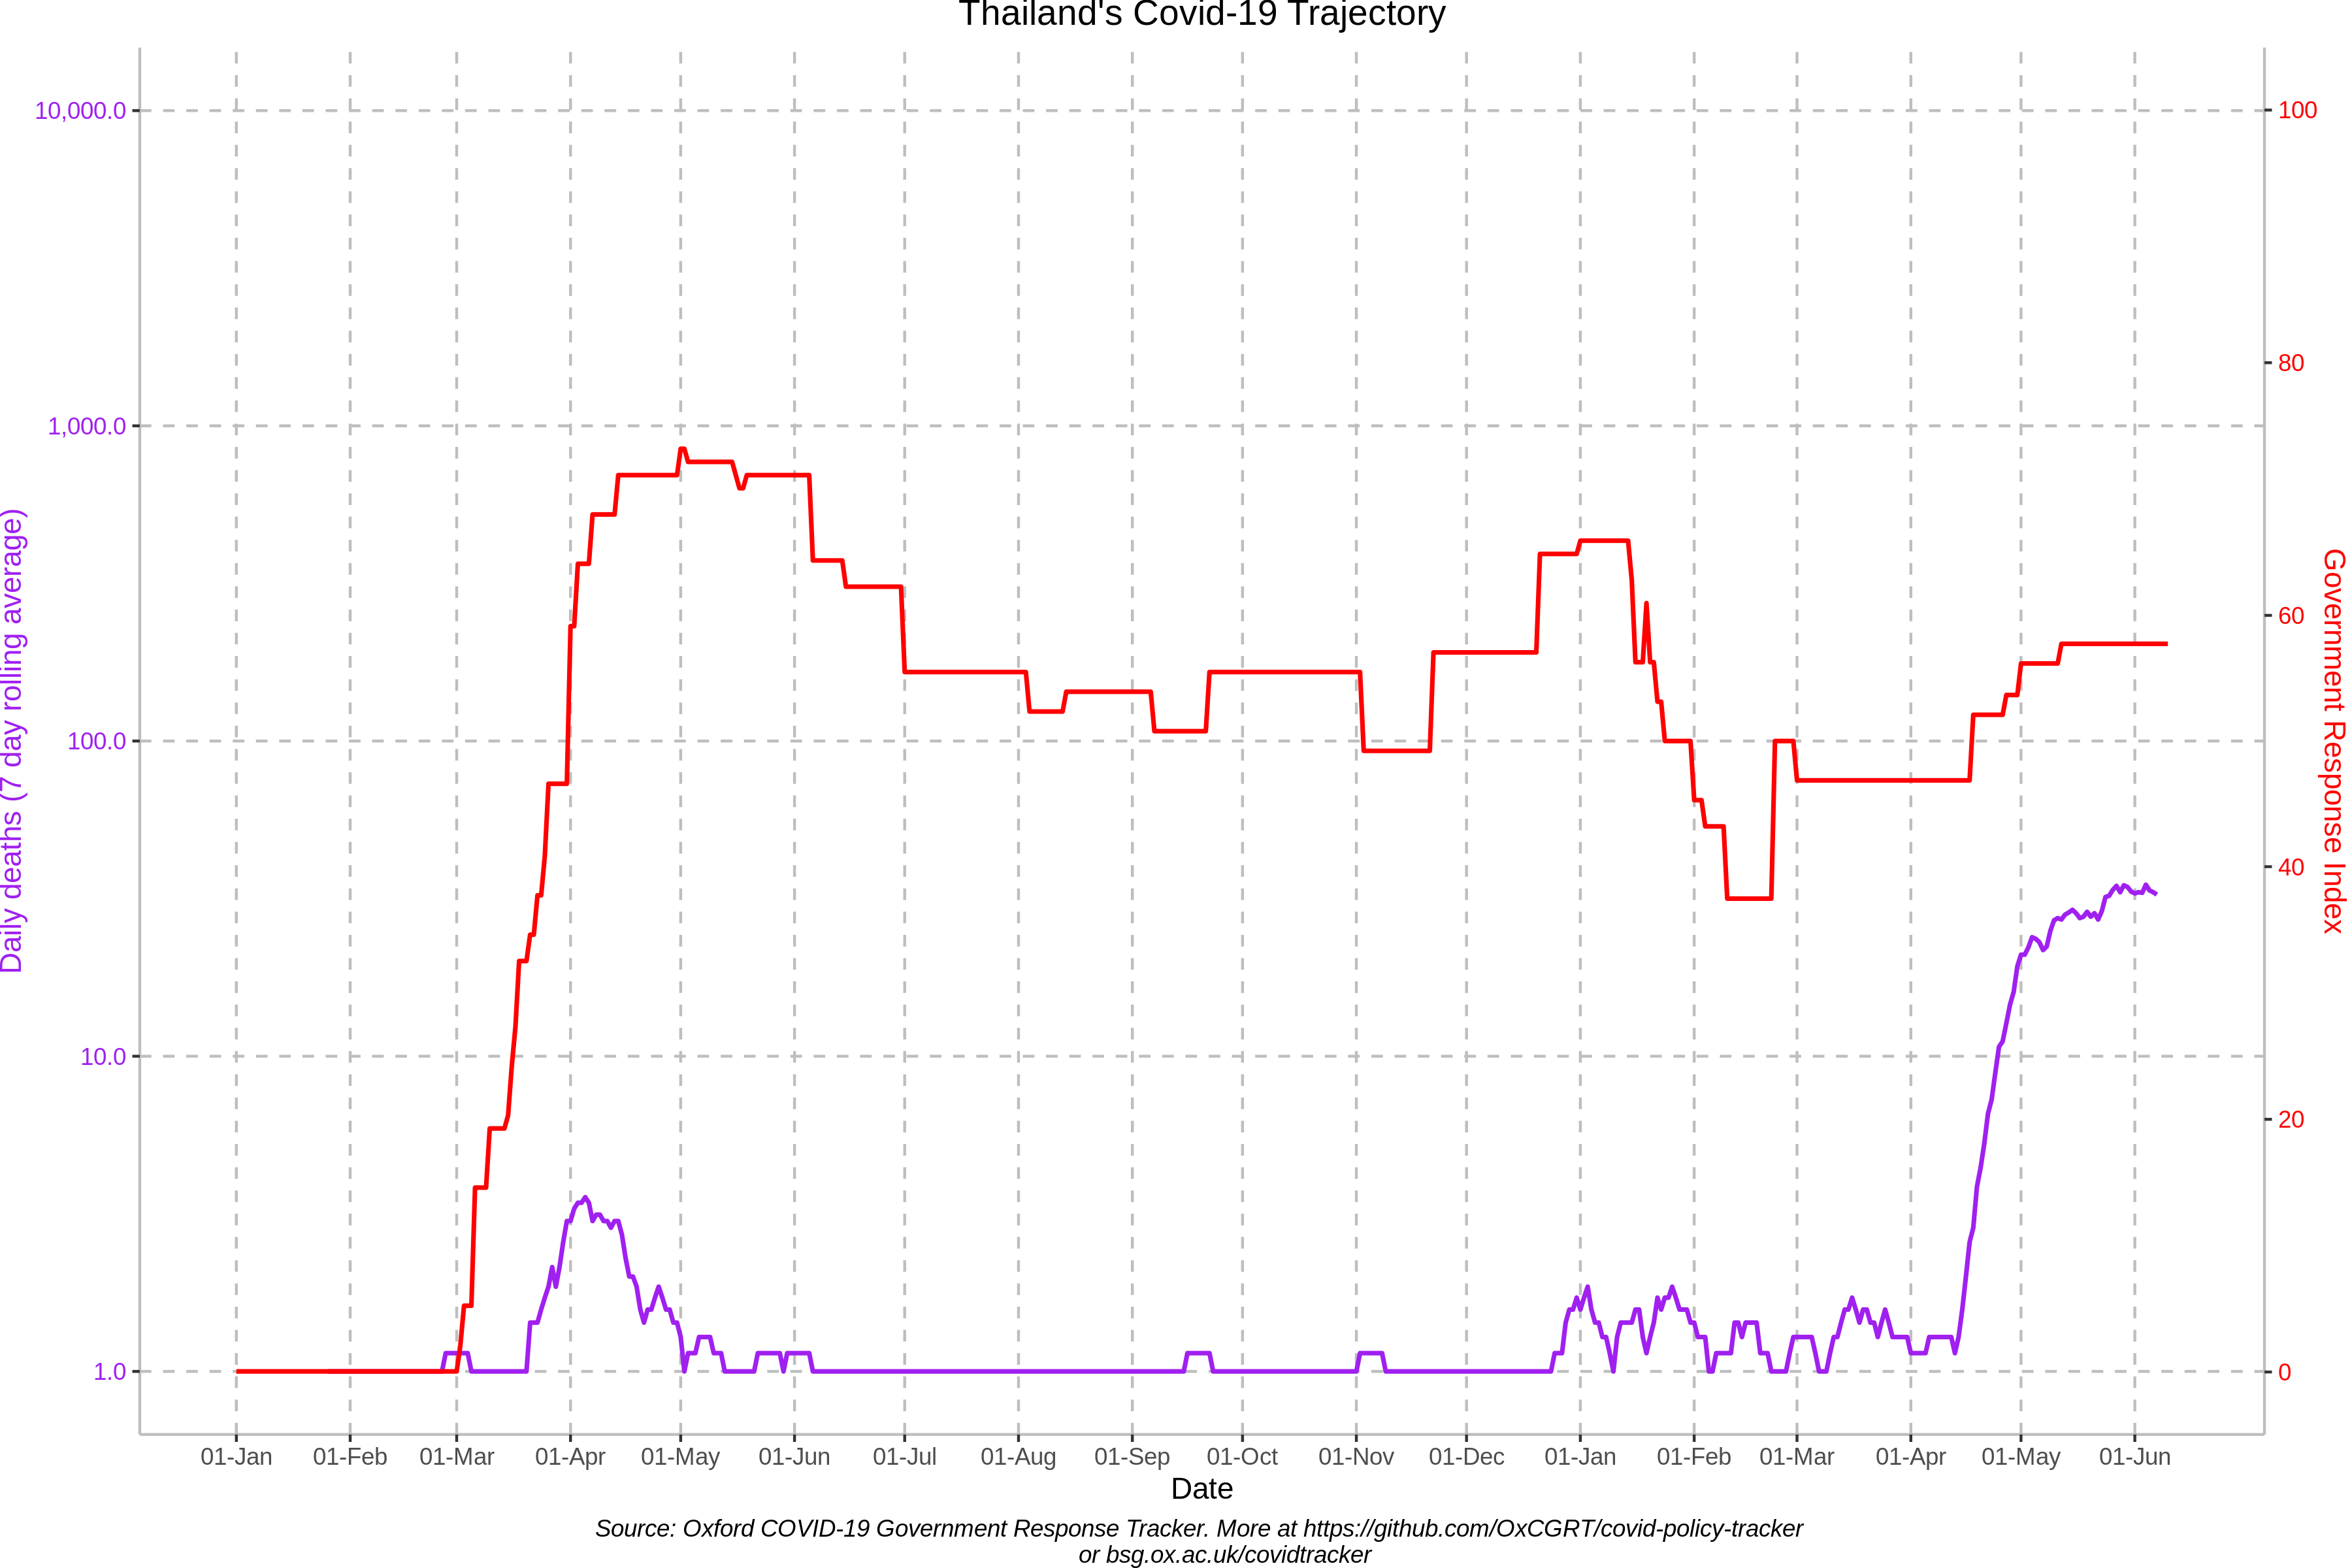 Thailand's Covid-19 Trajectory
10,000.0
1,000.0
100.0
10.0
1.0
Daily deaths (7 day rolling average)
100
80
60
40
20
0
Government Response Index
01-Jan 01-Feb 01-Mar 01-Apr 01-May 01-Jun 01-Jul 01-Aug 01-Sep 01-Oct 01-Nov 01-Dec 01-Jan 01-Feb 01-Mar 01-Apr 01-May 01-Jun
Date
Source: Oxford COVID-19 Government Response Tracker. More at https://github.com/OxCGRT/covid-policy-tracker
or bsg.ox.ac.uk/covidtracker